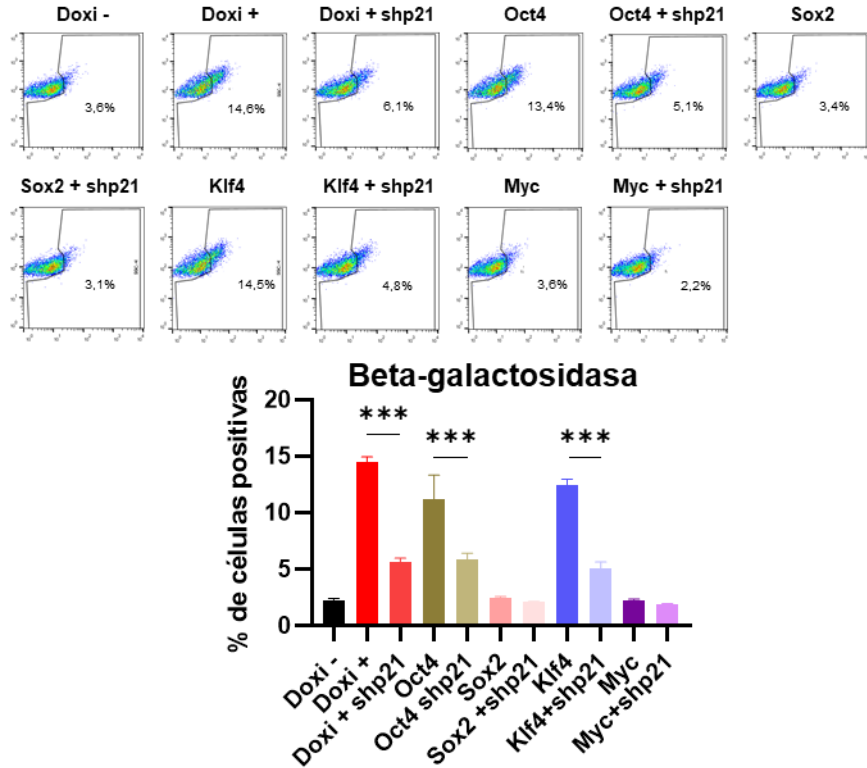 Doxi - Doxi + Doxi + shp21 Oct4 Oct4 + shp21 Sox2
3,6% 14,6% 6,1% 13,4% 5,1% 3,4%
Sox2 + shp21 Klf4 Klf4 + shp21 Myc Myc + shp21
3,1% 14,5% 4,8% 3,6% 2,2%
Beta-galactosidasa
% de células positivas
20
15
10
5
0
*** *** ***
Doxi -
Doxi +
Doxi + shp21
Oct4
Oct4 shp21
Sox2
Sox2 +shp21
Klf4
Klf4+shp21
Myc
Myc+shp21